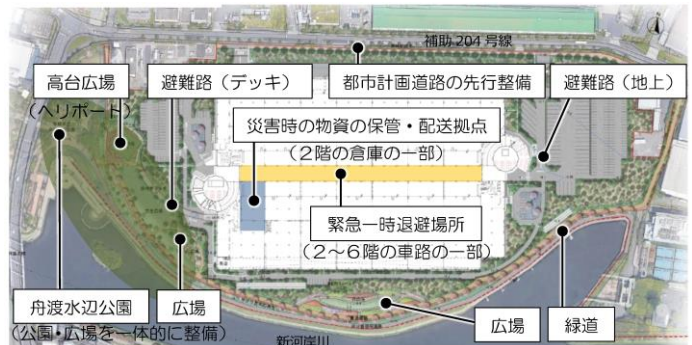 補助204号線
高台広場
（ヘリポート）
避難路（デッキ）
都市計画道路の先行整備
避難路（地上）
災害時の物資の保管・配送拠点
（2階の倉庫の一部）
緊急一時退避場所
（2～6階の車路の一部）
舟渡水辺公園
（公園・広場を一体的に整備）
広場
広場
緑道
新河岸川